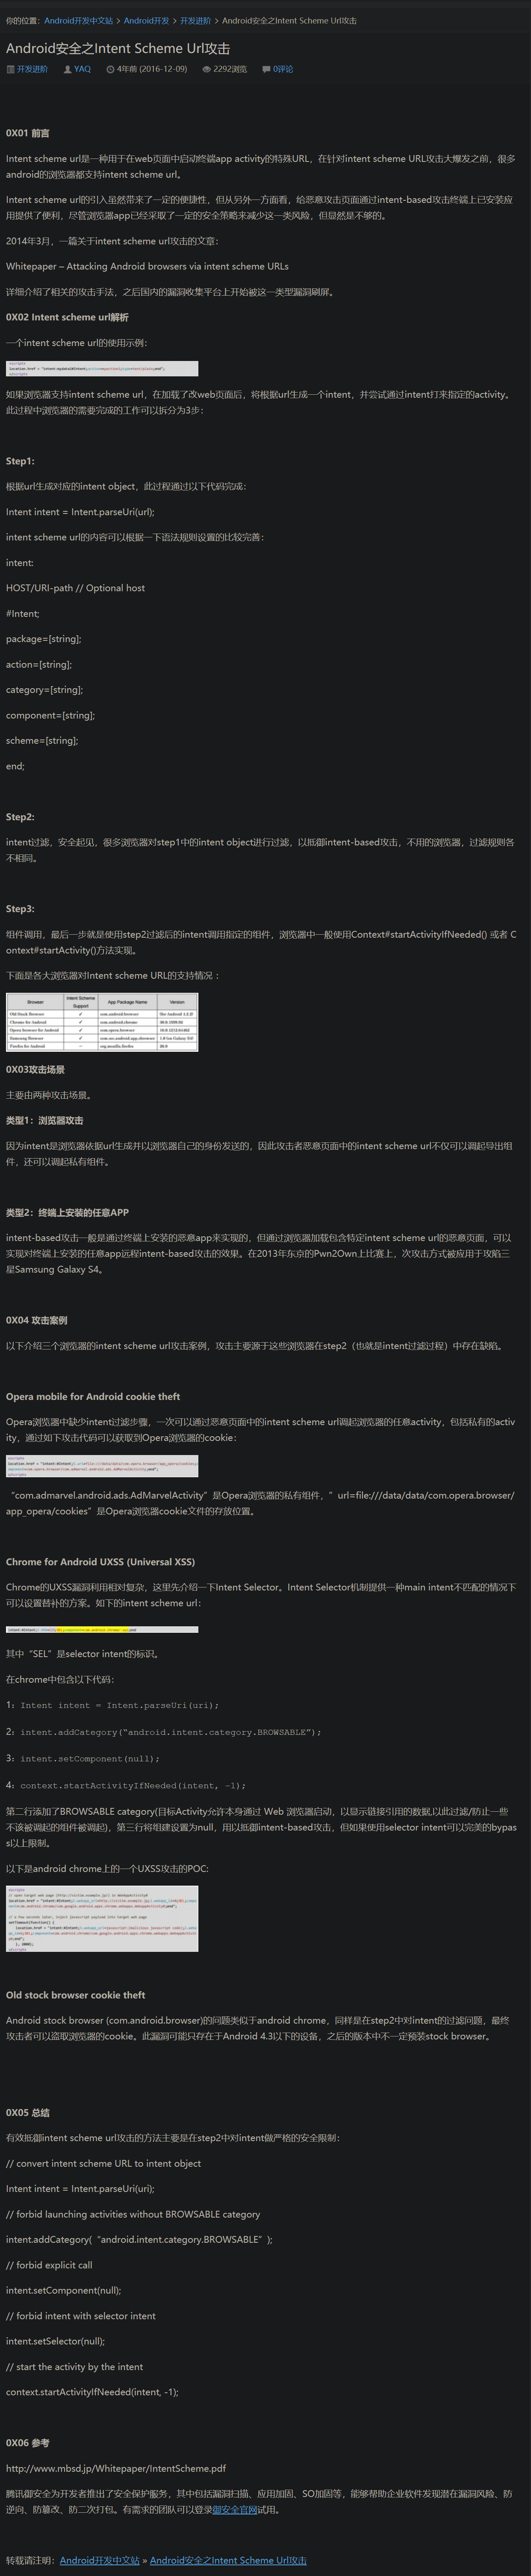 你的位置：Android开发中文站 > Android开发 > 开发进阶 > Android安全之Intent Scheme Url攻击
Android安全之Intent Scheme Url攻击
开发进阶 YAQ 4年前 (2016-12-09) 2292浏览 0评论
0X01 前言
Intent scheme url是一种用于在web页面中启动终端app activity的特殊URL，在针对intent scheme URL攻击大爆发之前，很多
android的浏览器都支持intent scheme url。
Intent scheme url的引入虽然带来了一定的便捷性，但从另外一方面看，给恶意攻击页面通过intent-based攻击终端上已安装应
用提供了便利，尽管浏览器app已经采取了一定的安全策略来减少这一类风险，但显然是不够的。
2014年3月，一篇关于intent scheme url攻击的文章：
Whitepaper – Attacking Android browsers via intent scheme URLs
详细介绍了相关的攻击手法，之后国内的漏洞收集平台上开始被这一类型漏洞刷屏。
0X02 Intent scheme url解析
一个intent scheme url的使用示例：
如果浏览器支持intent scheme url，在加载了改web页面后，将根据url生成一个intent，并尝试通过intent打来指定的activity。
此过程中浏览器的需要完成的工作可以拆分为3步：
Step1:
根据url生成对应的intent object，此过程通过以下代码完成：
Intent intent = Intent.parseUri(url);
intent scheme url的内容可以根据一下语法规则设置的比较完善：
intent:
HOST/URI-path // Optional host
#Intent;
package=[string];
action=[string];
category=[string];
component=[string];
scheme=[string];
end;
Step2:
intent过滤，安全起见，很多浏览器对step1中的intent object进行过滤，以抵御intent-based攻击，不用的浏览器，过滤规则各
不相同。
Step3:
组件调用，最后一步就是使用step2过滤后的intent调用指定的组件，浏览器中一般使用Context#startActivityIfNeeded() 或者 C
ontext#startActivity()方法实现。
下面是各大浏览器对Intent scheme URL的支持情况 ：
Browser Intent Scheme Support App Package Name Version
0X03攻击场景
主要由两种攻击场景。
类型1：浏览器攻击
因为intent是浏览器依据url生成并以浏览器自己的身份发送的，因此攻击者恶意页面中的intent scheme url不仅可以调起导出组
件，还可以调起私有组件。
类型2：终端上安装的任意APP
intent-based攻击一般是通过终端上安装的恶意app来实现的，但通过浏览器加载包含特定intent scheme url的恶意页面，可以
实现对终端上安装的任意app远程intent-based攻击的效果。在2013年东京的Pwn2Own上比赛上，次攻击方式被应用于攻陷三
星Samsung Galaxy S4。
0X04 攻击案例
以下介绍三个浏览器的intent scheme url攻击案例，攻击主要源于这些浏览器在step2（也就是intent过滤过程）中存在缺陷。
Opera mobile for Android cookie theft
Opera浏览器中缺少intent过滤步骤，一次可以通过恶意页面中的intent scheme url调起浏览器的任意activity，包括私有的activ
ity，通过如下攻击代码可以获取到Opera浏览器的cookie：
“com.admarvel.android.ads.AdMarvelActivity”是Opera浏览器的私有组件，”url=file:///data/data/com.opera.browser/
app_opera/cookies”是Opera浏览器cookie文件的存放位置。
Chrome for Android UXSS (Universal XSS)
Chrome的UXSS漏洞利用相对复杂，这里先介绍一下Intent Selector。Intent Selector机制提供一种main intent不匹配的情况下
可以设置替补的方案。如下的intent scheme url：
其中“SEL”是selector intent的标识。
在chrome中包含以下代码：
1：Intent intent = Intent.parseUri(uri);
2：intent.addCategory(“android.intent.category.BROWSABLE”);
3：intent.setComponent(null);
4：context.startActivityIfNeeded(intent, -1);
第二行添加了BROWSABLE category(目标Activity允许本身通过 Web 浏览器启动，以显示链接引用的数据,以此过滤/防止一些
不该被调起的组件被调起)，第三行将组建设置为null，用以抵御intent-based攻击，但如果使用selector intent可以完美的bypas
s以上限制。
以下是android chrome上的一个UXSS攻击的POC:
Old stock browser cookie theft
Android stock browser (com.android.browser)的问题类似于android chrome，同样是在step2中对intent的过滤问题，最终
攻击者可以盗取浏览器的cookie。此漏洞可能只存在于Android 4.3以下的设备，之后的版本中不一定预装stock browser。
0X05 总结
有效抵御intent scheme url攻击的方法主要是在step2中对intent做严格的安全限制：
// convert intent scheme URL to intent object
Intent intent = Intent.parseUri(uri);
// forbid launching activities without BROWSABLE category
intent.addCategory(“android.intent.category.BROWSABLE”);
// forbid explicit call
intent.setComponent(null);
// forbid intent with selector intent
intent.setSelector(null);
// start the activity by the intent
context.startActivityIfNeeded(intent, -1);
0X06 参考
http://www.mbsd.jp/Whitepaper/IntentScheme.pdf
腾讯御安全为开发者推出了安全保护服务，其中包括漏洞扫描、应用加固、SO加固等，能够帮助企业软件发现潜在漏洞风险、防
逆向、防篡改、防二次打包。有需求的团队可以登录御安全官网试用。
转载请注明：Android开发中文站 » Android安全之Intent Scheme Url攻击